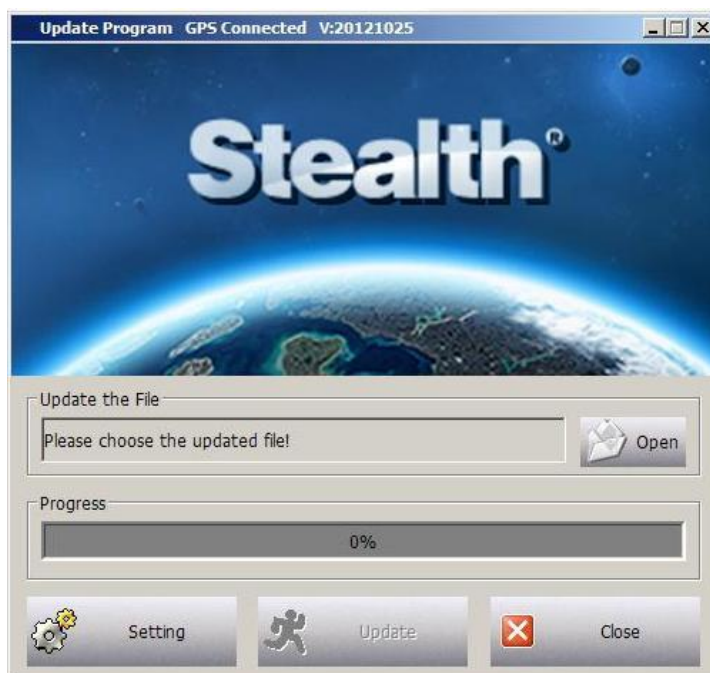 Update Program GPS Connected V:20121025
Stealth®
Update the File
Please choose the updated file!
Open
Progress
0%
Setting
Update
Close